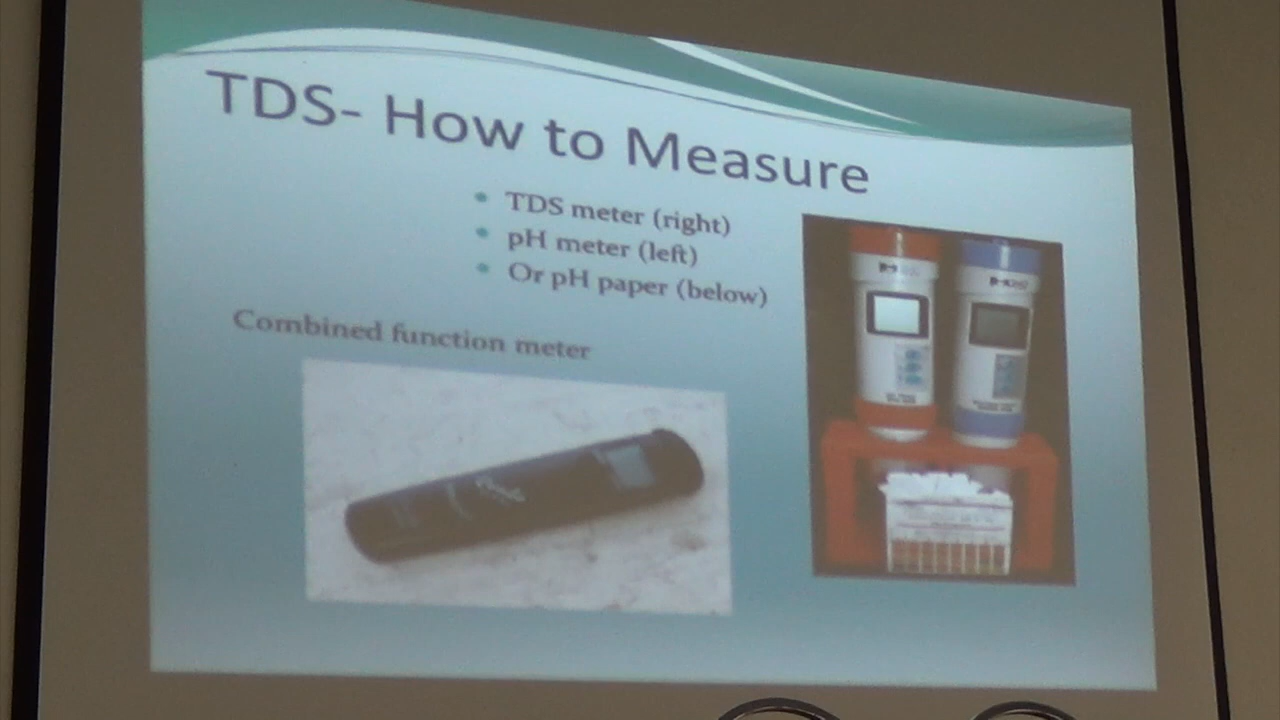 TDS- How to Measure
TDS meter (right)
pH meter (left)
Or pH paper (below)
Combined function meter